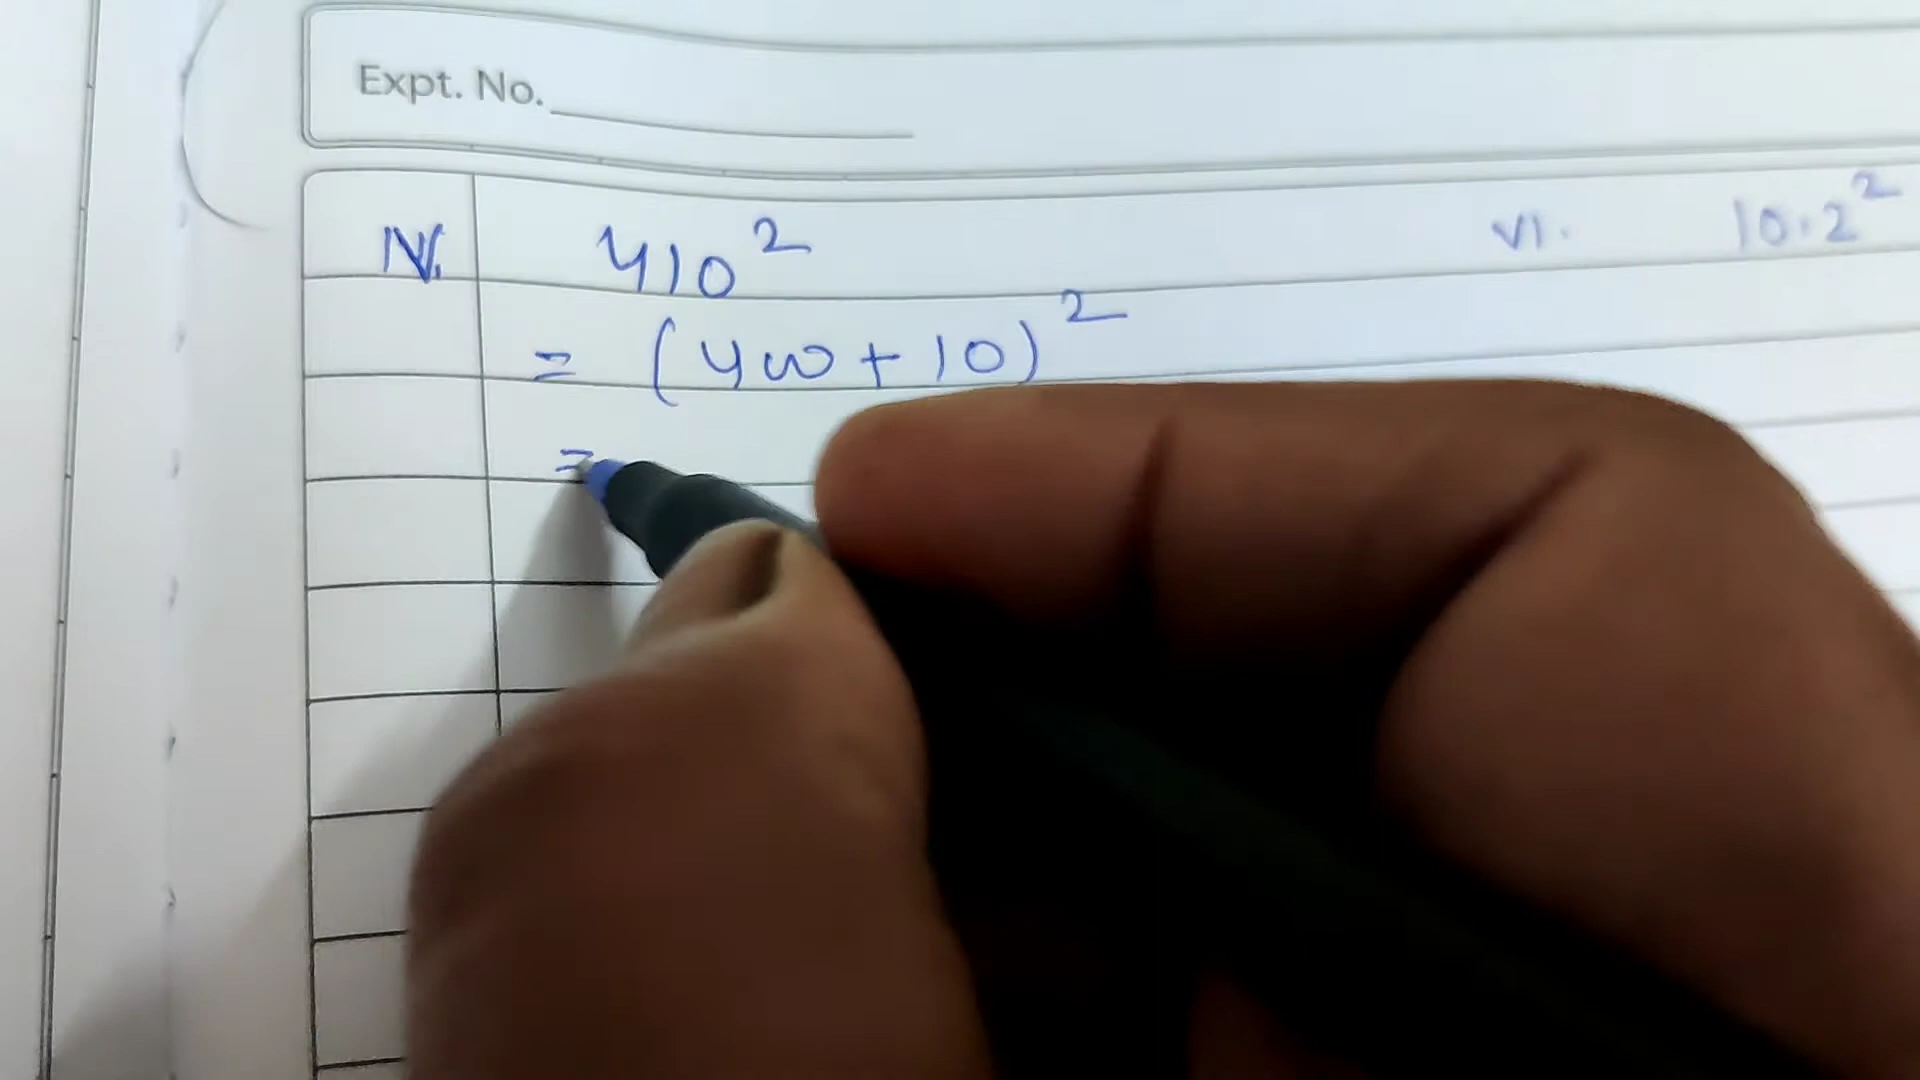 Expt. No.
IV. 410²
VI. 10.2²
= (400 + 10)²
=